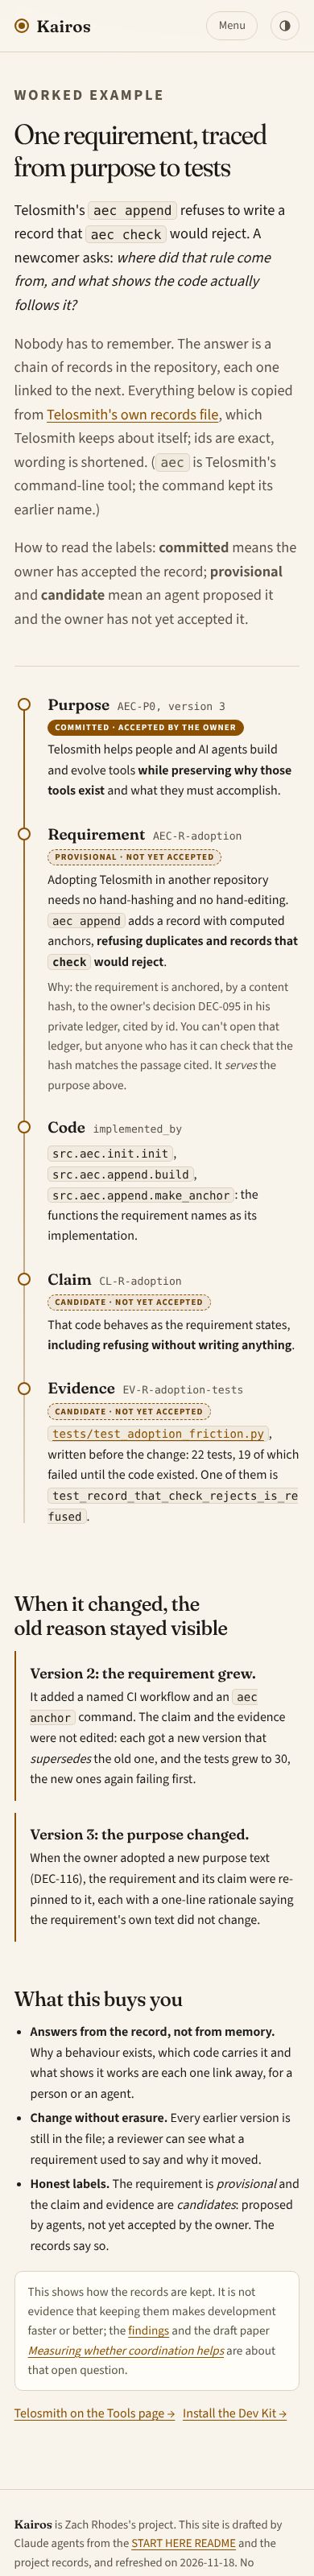 Kairos
Menu
WORKED EXAMPLE
One requirement, traced
from purpose to tests
Telosmith's aec append refuses to write a
record that aec check would reject. A
newcomer asks: where did that rule come
from, and what shows the code actually
follows it?
Nobody has to remember. The answer is a
chain of records in the repository, each one
linked to the next. Everything below is copied
from Telosmith's own records file, which
Telosmith keeps about itself; ids are exact,
wording is shortened. (aec is Telosmith's
command-line tool; the command kept its
earlier name.)
How to read the labels: committed means the
owner has accepted the record; provisional
and candidate mean an agent proposed it
and the owner has not yet accepted it.
Purpose AEC-P0, version 3
COMMITTED · ACCEPTED BY THE OWNER
Telosmith helps people and AI agents build
and evolve tools while preserving why those
tools exist and what they must accomplish.
Requirement AEC-R-adoption
PROVISIONAL · NOT YET ACCEPTED
Adopting Telosmith in another repository
needs no hand-hashing and no hand-editing.
aec append adds a record with computed
anchors, refusing duplicates and records that
check would reject.
Why: the requirement is anchored, by a content
hash, to the owner's decision DEC-095 in his
private ledger, cited by id. You can't open that
ledger, but anyone who has it can check that the
hash matches the passage cited. It serves the
purpose above.
Code implemented_by
src.aec.init.init,
src.aec.append.build,
src.aec.append.make_anchor: the
functions the requirement names as its
implementation.
Claim CL-R-adoption
CANDIDATE · NOT YET ACCEPTED
That code behaves as the requirement states,
including refusing without writing anything.
Evidence EV-R-adoption-tests
CANDIDATE · NOT YET ACCEPTED
tests/test_adoption_friction.py,
written before the change: 22 tests, 19 of which
failed until the code existed. One of them is
test_record_that_check_rejects_is_re
fused.
When it changed, the
old reason stayed visible
Version 2: the requirement grew.
It added a named CI workflow and an aec
anchor command. The claim and the evidence
were not edited: each got a new version that
supersedes the old one, and the tests grew to 30,
the new ones again failing first.
Version 3: the purpose changed.
When the owner adopted a new purpose text
(DEC-116), the requirement and its claim were re-
pinned to it, each with a one-line rationale saying
the requirement's own text did not change.
What this buys you
• Answers from the record, not from memory.
Why a behaviour exists, which code carries it and
what shows it works are each one link away, for a
person or an agent.
• Change without erasure. Every earlier version is
still in the file; a reviewer can see what a
requirement used to say and why it moved.
• Honest labels. The requirement is provisional and
the claim and evidence are candidates: proposed
by agents, not yet accepted by the owner. The
records say so.
This shows how the records are kept. It is not
evidence that keeping them makes development
faster or better; the findings and the draft paper
Measuring whether coordination helps are about
that open question.
Telosmith on the Tools page → Install the Dev Kit →
Kairos is Zach Rhodes's project. This site is drafted by
Claude agents from the START HERE README and the
project records, and refreshed on 2026-11-18. No